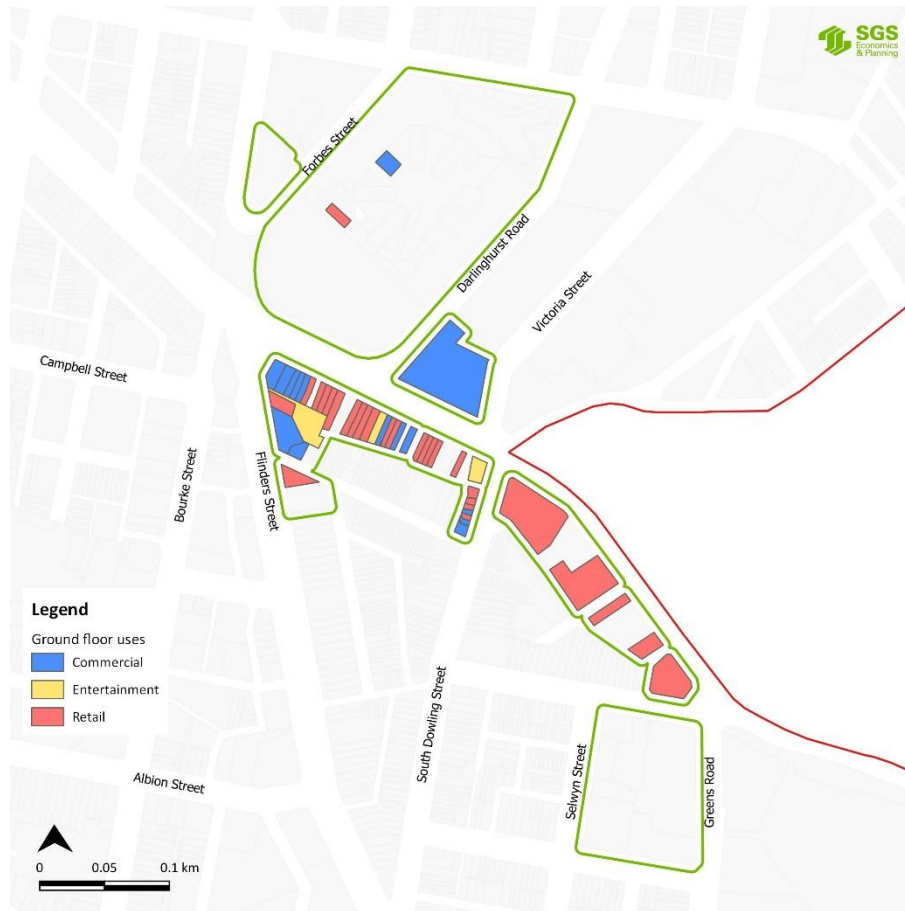 SGS
Economics
& Planning
Forbes Street
Darlinghurst Road
Victoria Street
Campbell Street
Bourke Street
Flinders Street
South Dowling Street
Selwyn Street
Greens Road
Albion Street
Legend
Ground floor uses
Commercial
Entertainment
Retail
0 0.05 0.1 km